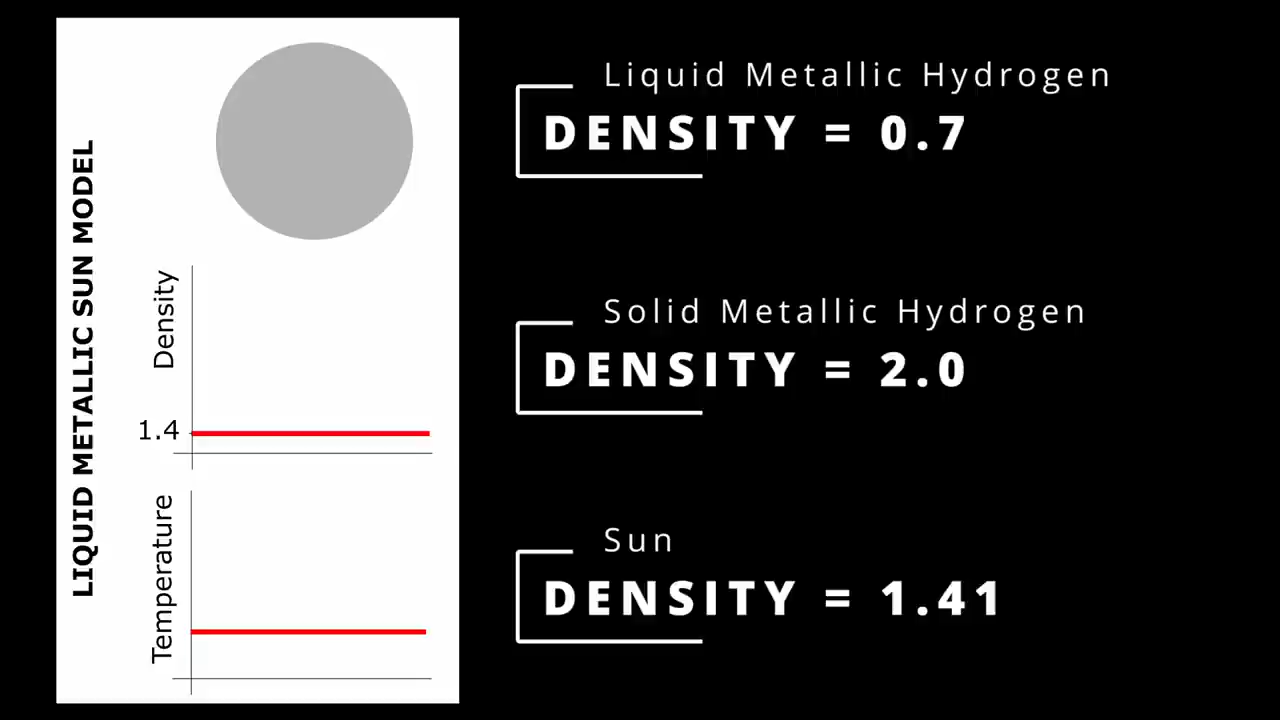 LIQUID METALLIC SUN MODEL
Density
1.4
Temperature
Liquid Metallic Hydrogen
DENSITY = 0.7
Solid Metallic Hydrogen
DENSITY = 2.0
Sun
DENSITY = 1.41